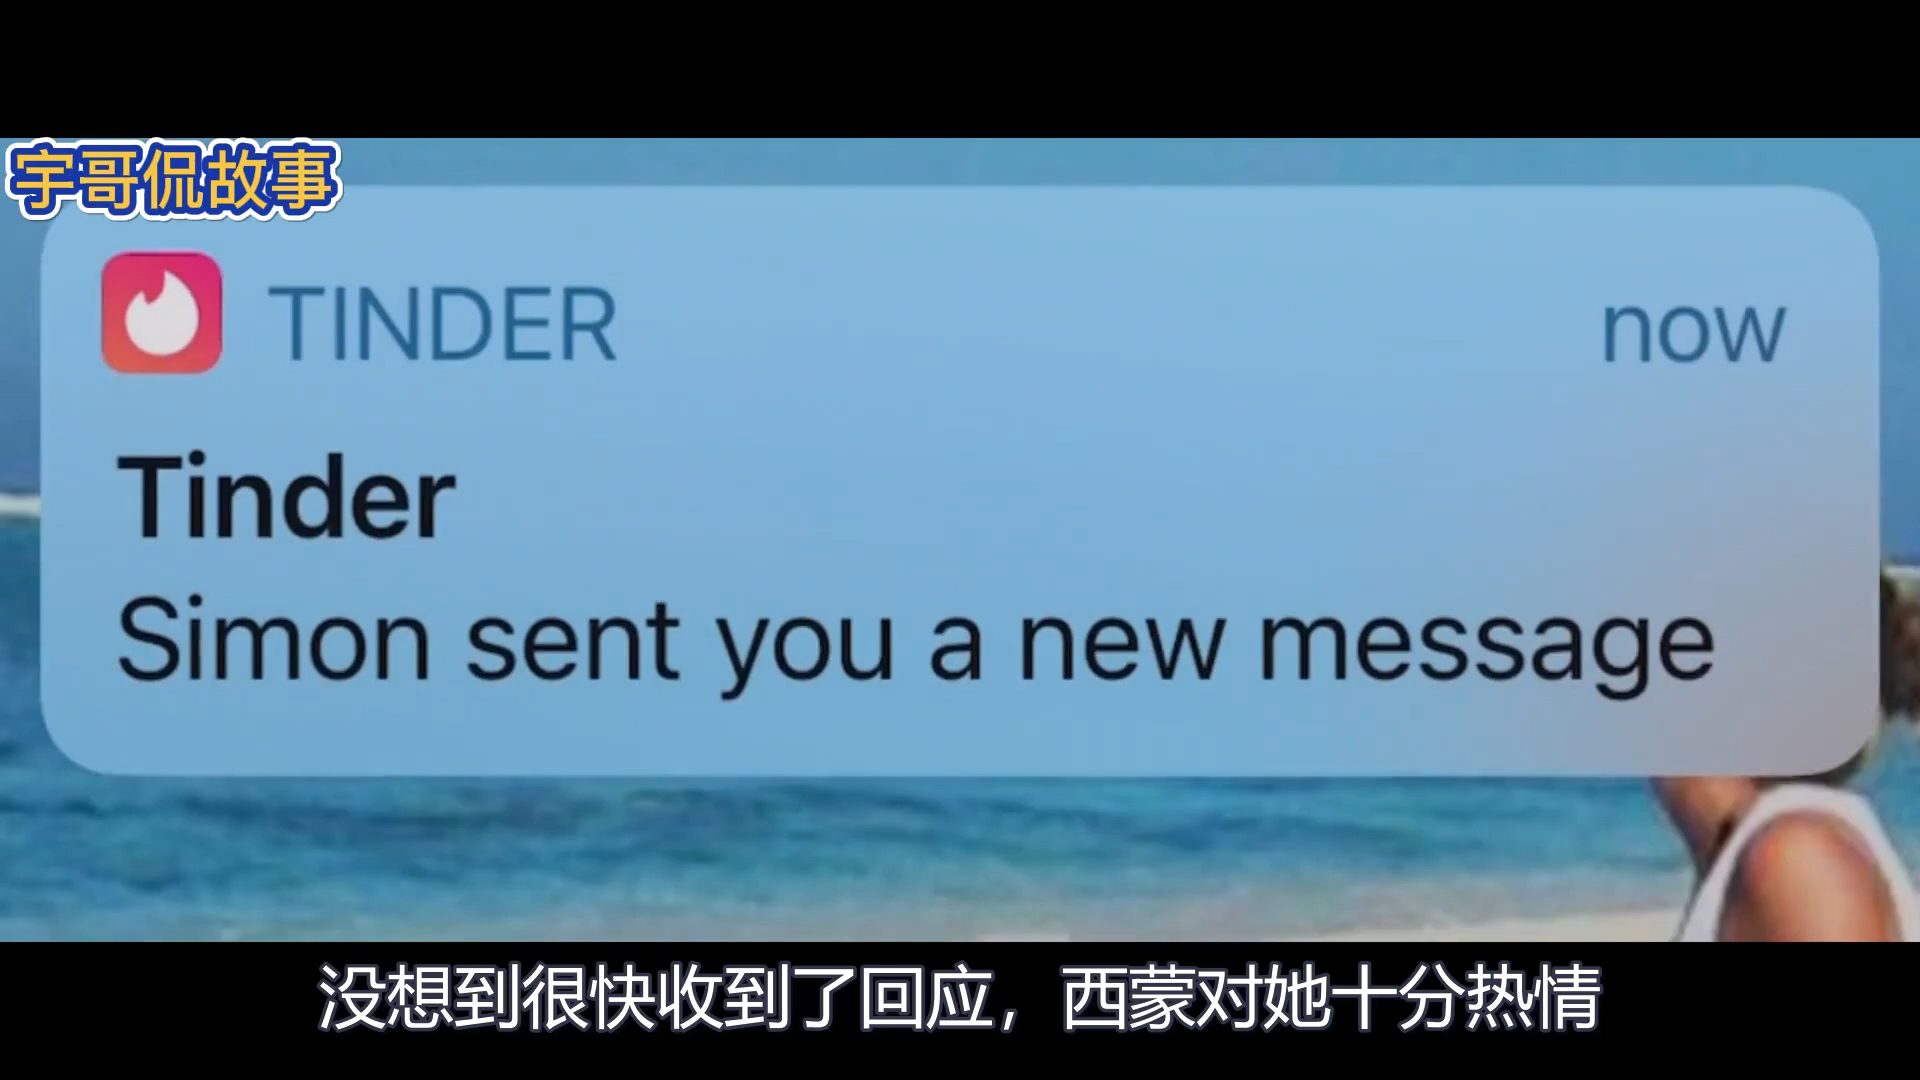 宇哥侃故事
TINDER
now
Tinder
Simon sent you a new message
没想到很快收到了回应，西蒙对她十分热情